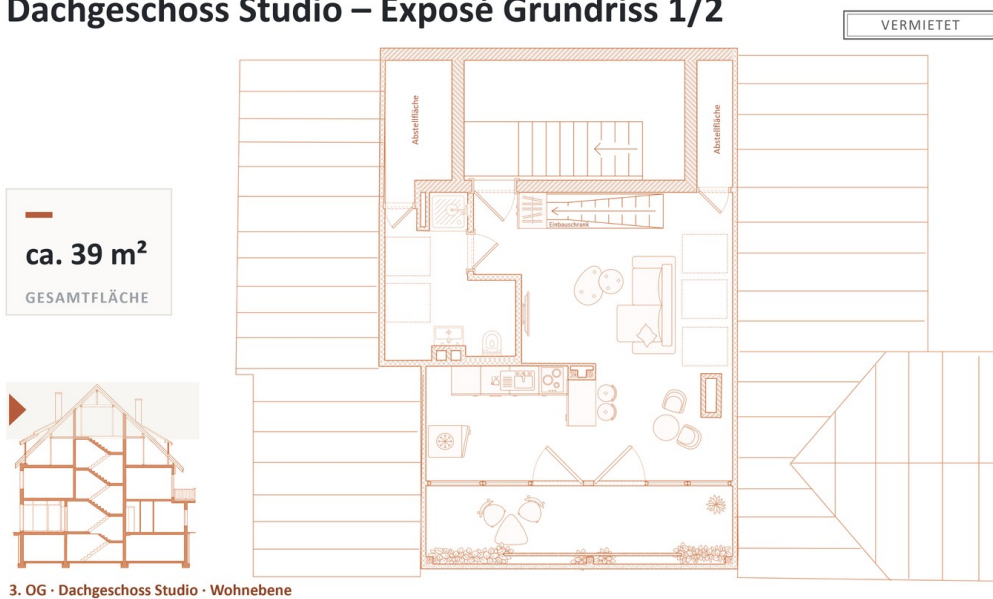 Dachgeschoss Studio – Exposé Grundriss 1/2
VERMIETET
Abstellfläche
Abstellfläche
Einbauschrank
ca. 39 m²
GESAMTFLÄCHE
3. OG · Dachgeschoss Studio · Wohnebene